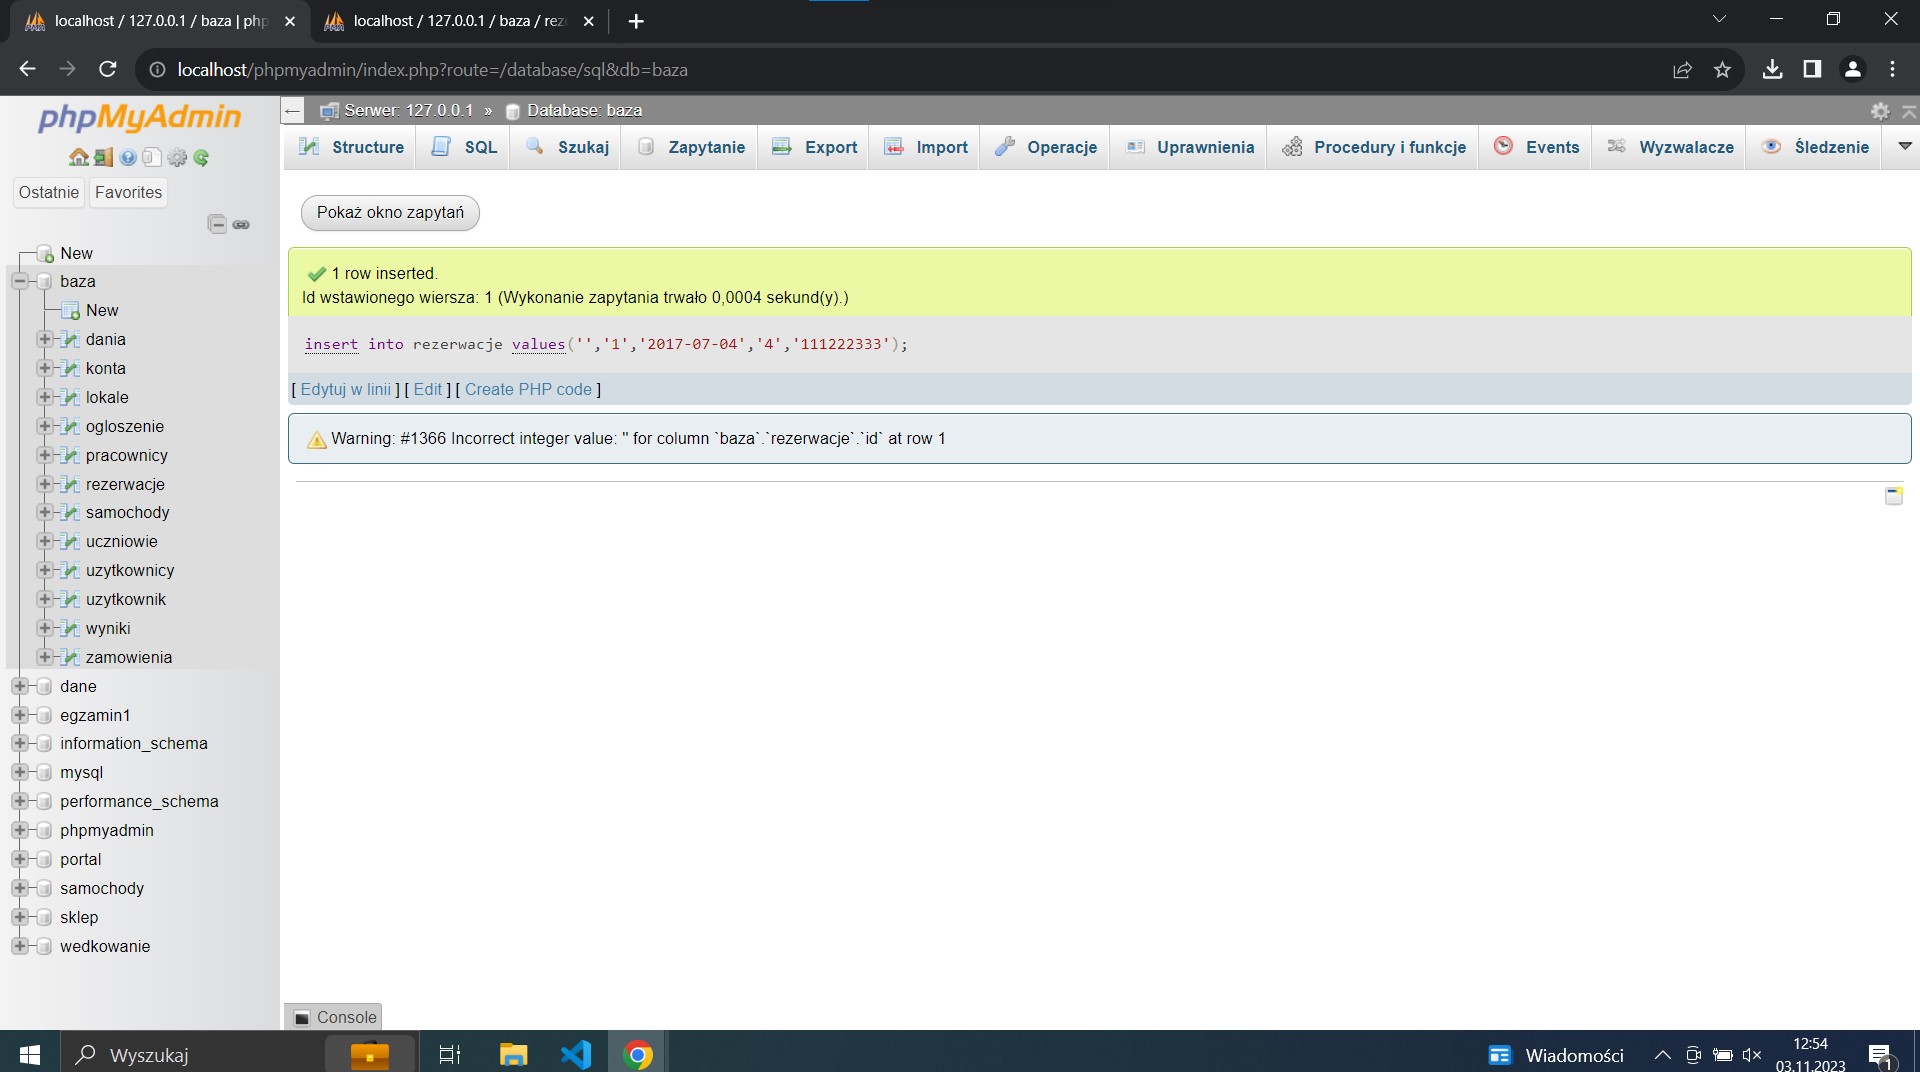 localhost / 127.0.0.1 / baza | php
localhost / 127.0.0.1 / baza / rez
localhost/phpmyadmin/index.php?route=/database/sql&db=baza
phpMyAdmin
Ostatnie Favorites
New
baza
New
dania
konta
lokale
ogloszenie
pracownicy
rezerwacje
samochody
uczniowie
uzytkownicy
uzytkownik
wyniki
zamowienia
dane
egzamin1
information_schema
mysql
performance_schema
phpmyadmin
portal
samochody
sklep
wedkowanie
Serwer: 127.0.0.1 » Database: baza
Structure SQL Szukaj Zapytanie Export Import Operacje Uprawnienia Procedury i funkcje Events Wyzwalacze Śledzenie
Pokaż okno zapytań
1 row inserted.
Id wstawionego wiersza: 1 (Wykonanie zapytania trwało 0,0004 sekund(y).)
insert into rezerwacje values('','1','2017-07-04','4','111222333');
[ Edytuj w linii ] [ Edit ] [ Create PHP code ]
Warning: #1366 Incorrect integer value: '' for column `baza`.`rezerwacje`.`id` at row 1
Console
Wyszukaj
Wiadomości
12:54
03.11.2023
1